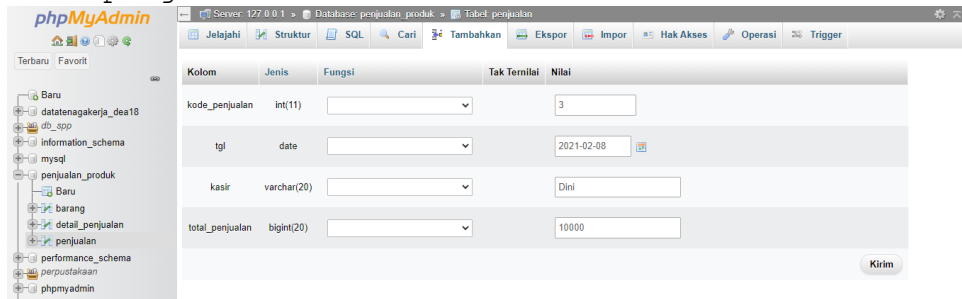 phpMyAdmin
Server: 127.0.0.1 » Database: penjualan_produk » Tabel: penjualan
Jelajahi Struktur SQL Cari Tambahkan Ekspor Impor Hak Akses Operasi Trigger
Terbaru Favorit
Baru
datatenagakerja_dea18
db_spp
information_schema
mysql
penjualan_produk
Baru
barang
detail_penjualan
penjualan
performance_schema
perpustakaan
phpmyadmin
Kolom Jenis Fungsi Tak Ternilai Nilai
kode_penjualan int(11) 3
tgl date 2021-02-08
kasir varchar(20) Dini
total_penjualan bigint(20) 10000
Kirim